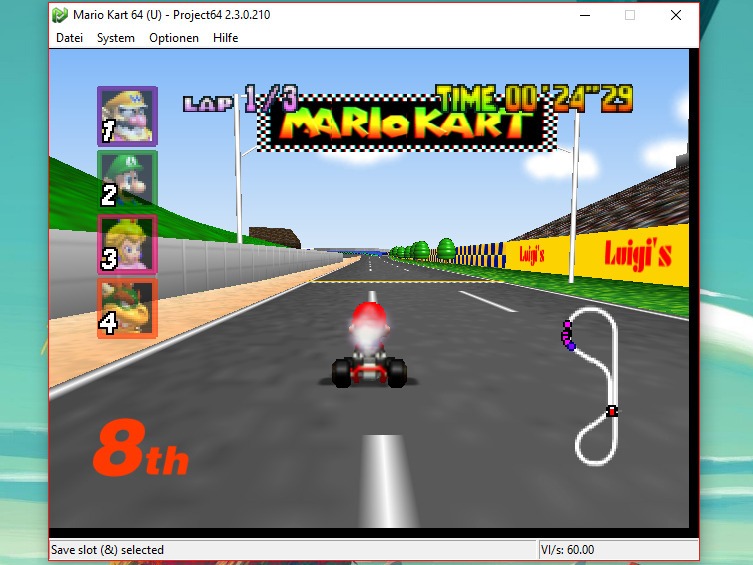 Mario Kart 64 (U) - Project64 2.3.0.210
Datei System Optionen Hilfe
LAP 1/3 TIME 00'24"29
MARIO KART
1
2
3
4
Luigi's Luigi's
8th
Save slot (&) selected VI/s: 60.00